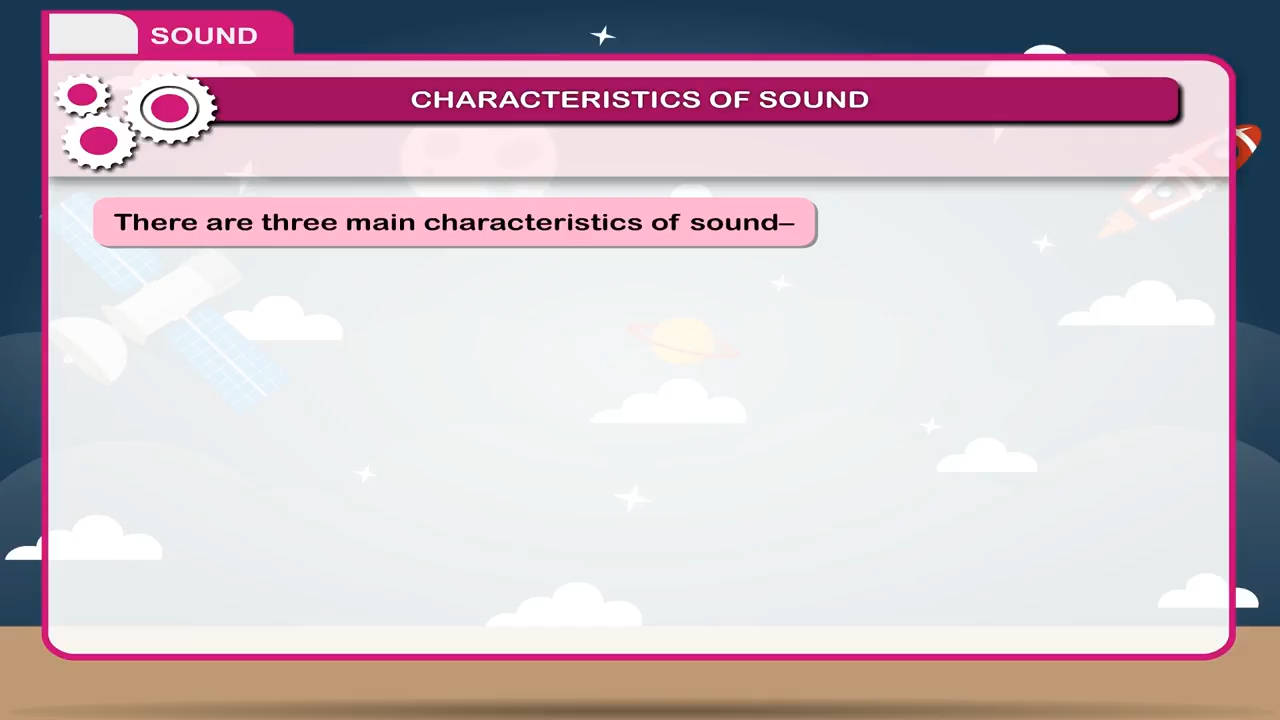 SOUND
CHARACTERISTICS OF SOUND
There are three main characteristics of sound–